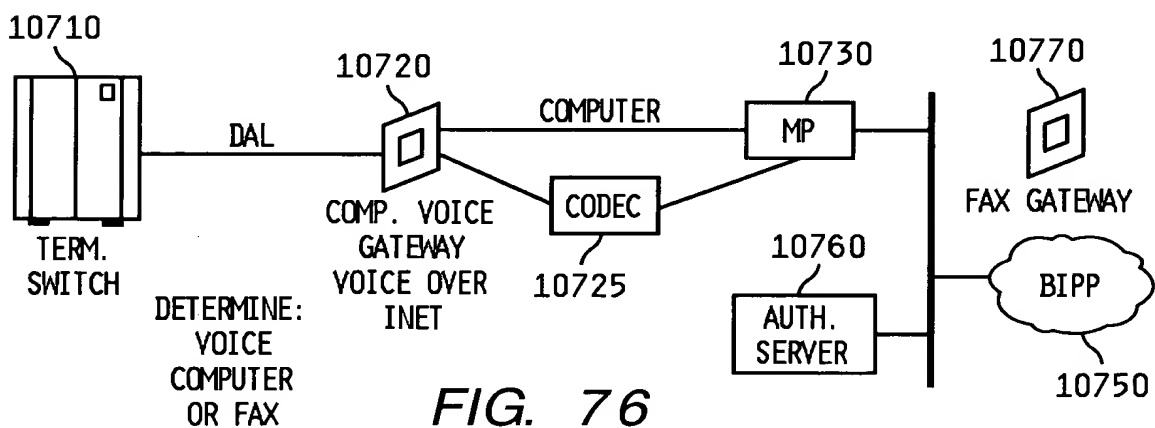 10710
TERM.
SWITCH
DAL
10720
COMP. VOICE
GATEWAY
VOICE OVER
INET
DETERMINE:
VOICE
COMPUTER
OR FAX
COMPUTER
CODEC
10725
10730
MP
10760
AUTH.
SERVER
10770
FAX GATEWAY
BIPP
10750
FIG. 76